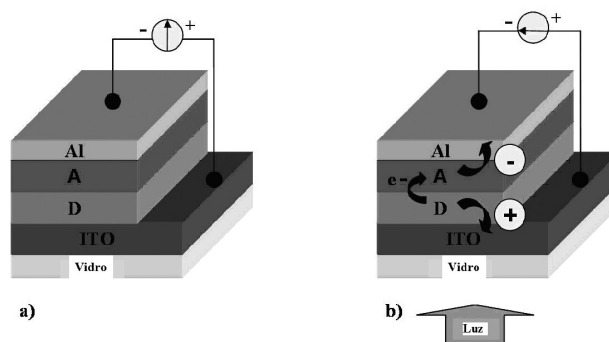 - +
Al
A
D
ITO
Vidro
a)
- +
Al
A
-
e-
D
+
ITO
Vidro
b)
Luz